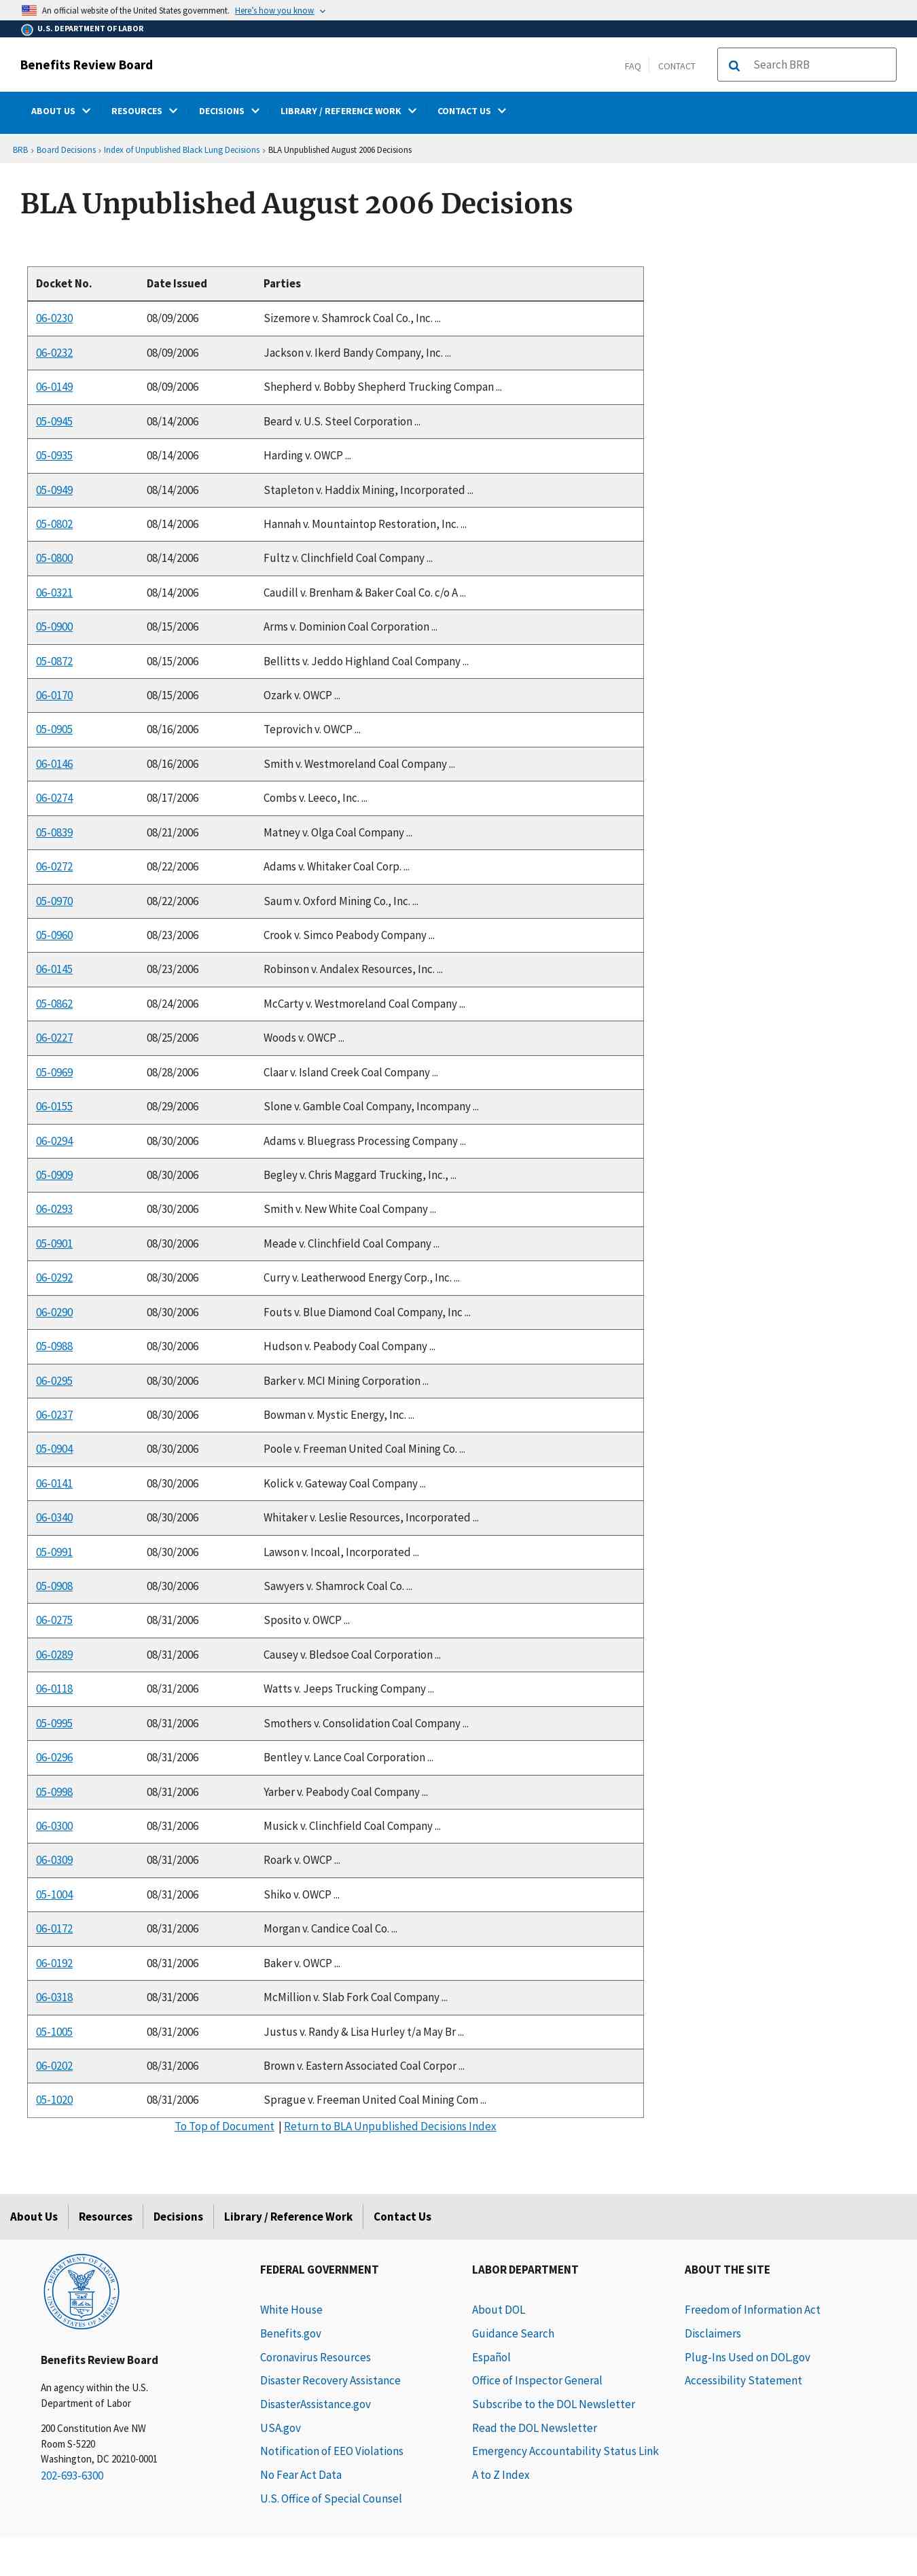 An official website of the United States government. Here's how you know
U.S. DEPARTMENT OF LABOR
Benefits Review Board
FAQ
CONTACT
Search BRB
ABOUT US
RESOURCES
DECISIONS
LIBRARY / REFERENCE WORK
CONTACT US
BRB › Board Decisions › Index of Unpublished Black Lung Decisions › BLA Unpublished August 2006 Decisions
BLA Unpublished August 2006 Decisions
Docket No. Date Issued Parties
06-0230 08/09/2006 Sizemore v. Shamrock Coal Co., Inc. ...
06-0232 08/09/2006 Jackson v. Ikerd Bandy Company, Inc. ...
06-0149 08/09/2006 Shepherd v. Bobby Shepherd Trucking Compan ...
05-0945 08/14/2006 Beard v. U.S. Steel Corporation ...
05-0935 08/14/2006 Harding v. OWCP ...
05-0949 08/14/2006 Stapleton v. Haddix Mining, Incorporated ...
05-0802 08/14/2006 Hannah v. Mountaintop Restoration, Inc. ...
05-0800 08/14/2006 Fultz v. Clinchfield Coal Company ...
06-0321 08/14/2006 Caudill v. Brenham & Baker Coal Co. c/o A ...
05-0900 08/15/2006 Arms v. Dominion Coal Corporation ...
05-0872 08/15/2006 Bellitts v. Jeddo Highland Coal Company ...
06-0170 08/15/2006 Ozark v. OWCP ...
05-0905 08/16/2006 Teprovich v. OWCP ...
06-0146 08/16/2006 Smith v. Westmoreland Coal Company ...
06-0274 08/17/2006 Combs v. Leeco, Inc. ...
05-0839 08/21/2006 Matney v. Olga Coal Company ...
06-0272 08/22/2006 Adams v. Whitaker Coal Corp. ...
05-0970 08/22/2006 Saum v. Oxford Mining Co., Inc. ...
05-0960 08/23/2006 Crook v. Simco Peabody Company ...
06-0145 08/23/2006 Robinson v. Andalex Resources, Inc. ...
05-0862 08/24/2006 McCarty v. Westmoreland Coal Company ...
06-0227 08/25/2006 Woods v. OWCP ...
05-0969 08/28/2006 Claar v. Island Creek Coal Company ...
06-0155 08/29/2006 Slone v. Gamble Coal Company, Incompany ...
06-0294 08/30/2006 Adams v. Bluegrass Processing Company ...
05-0909 08/30/2006 Begley v. Chris Maggard Trucking, Inc., ...
06-0293 08/30/2006 Smith v. New White Coal Company ...
05-0901 08/30/2006 Meade v. Clinchfield Coal Company ...
06-0292 08/30/2006 Curry v. Leatherwood Energy Corp., Inc. ...
06-0290 08/30/2006 Fouts v. Blue Diamond Coal Company, Inc ...
05-0988 08/30/2006 Hudson v. Peabody Coal Company ...
06-0295 08/30/2006 Barker v. MCI Mining Corporation ...
06-0237 08/30/2006 Bowman v. Mystic Energy, Inc. ...
05-0904 08/30/2006 Poole v. Freeman United Coal Mining Co. ...
06-0141 08/30/2006 Kolick v. Gateway Coal Company ...
06-0340 08/30/2006 Whitaker v. Leslie Resources, Incorporated ...
05-0991 08/30/2006 Lawson v. Incoal, Incorporated ...
05-0908 08/30/2006 Sawyers v. Shamrock Coal Co. ...
06-0275 08/31/2006 Sposito v. OWCP ...
06-0289 08/31/2006 Causey v. Bledsoe Coal Corporation ...
06-0118 08/31/2006 Watts v. Jeeps Trucking Company ...
05-0995 08/31/2006 Smothers v. Consolidation Coal Company ...
06-0296 08/31/2006 Bentley v. Lance Coal Corporation ...
05-0998 08/31/2006 Yarber v. Peabody Coal Company ...
06-0300 08/31/2006 Musick v. Clinchfield Coal Company ...
06-0309 08/31/2006 Roark v. OWCP ...
05-1004 08/31/2006 Shiko v. OWCP ...
06-0172 08/31/2006 Morgan v. Candice Coal Co. ...
06-0192 08/31/2006 Baker v. OWCP ...
06-0318 08/31/2006 McMillion v. Slab Fork Coal Company ...
05-1005 08/31/2006 Justus v. Randy & Lisa Hurley t/a May Br ...
06-0202 08/31/2006 Brown v. Eastern Associated Coal Corpor ...
05-1020 08/31/2006 Sprague v. Freeman United Coal Mining Com ...
To Top of Document | Return to BLA Unpublished Decisions Index
About Us
Resources
Decisions
Library / Reference Work
Contact Us
DEPARTMENT OF LABOR
UNITED STATES OF AMERICA
Benefits Review Board
An agency within the U.S.
Department of Labor
200 Constitution Ave NW
Room S-5220
Washington, DC 20210-0001
202-693-6300
FEDERAL GOVERNMENT
White House
Benefits.gov
Coronavirus Resources
Disaster Recovery Assistance
DisasterAssistance.gov
USA.gov
Notification of EEO Violations
No Fear Act Data
U.S. Office of Special Counsel
LABOR DEPARTMENT
About DOL
Guidance Search
Español
Office of Inspector General
Subscribe to the DOL Newsletter
Read the DOL Newsletter
Emergency Accountability Status Link
A to Z Index
ABOUT THE SITE
Freedom of Information Act
Disclaimers
Plug-Ins Used on DOL.gov
Accessibility Statement